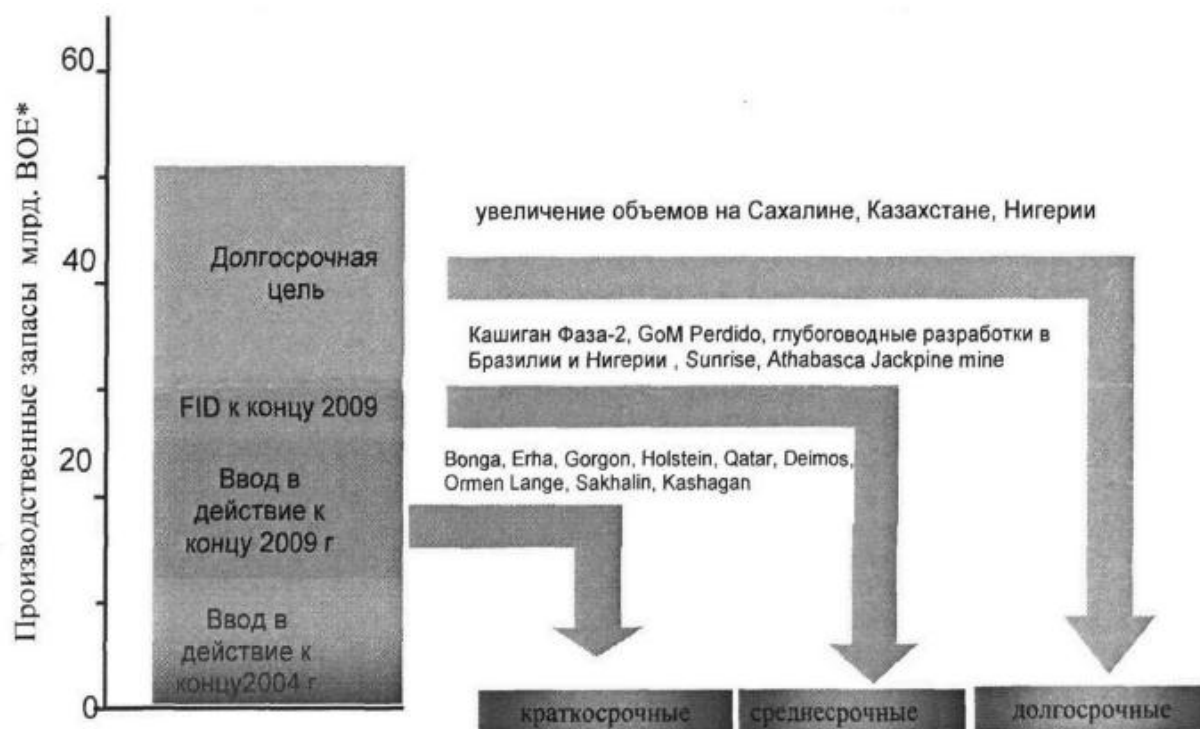 Производственные запасы млрд. BOE*
60
40
20
0
Долгосрочная
цель
FID к концу 2009
Ввод в
действие к
концу 2009 г
Ввод в
действие к
концу2004 г
увеличение объемов на Сахалине, Казахстане, Нигерии
Кашиган Фаза-2, GoM Perdido, глубоговодные разработки в
Бразилии и Нигерии , Sunrise, Athabasca Jackpine mine
Bonga, Erha, Gorgon, Holstein, Qatar, Deimos,
Ormen Lange, Sakhalin, Kashagan
краткосрочные
среднесрочные
долгосрочные